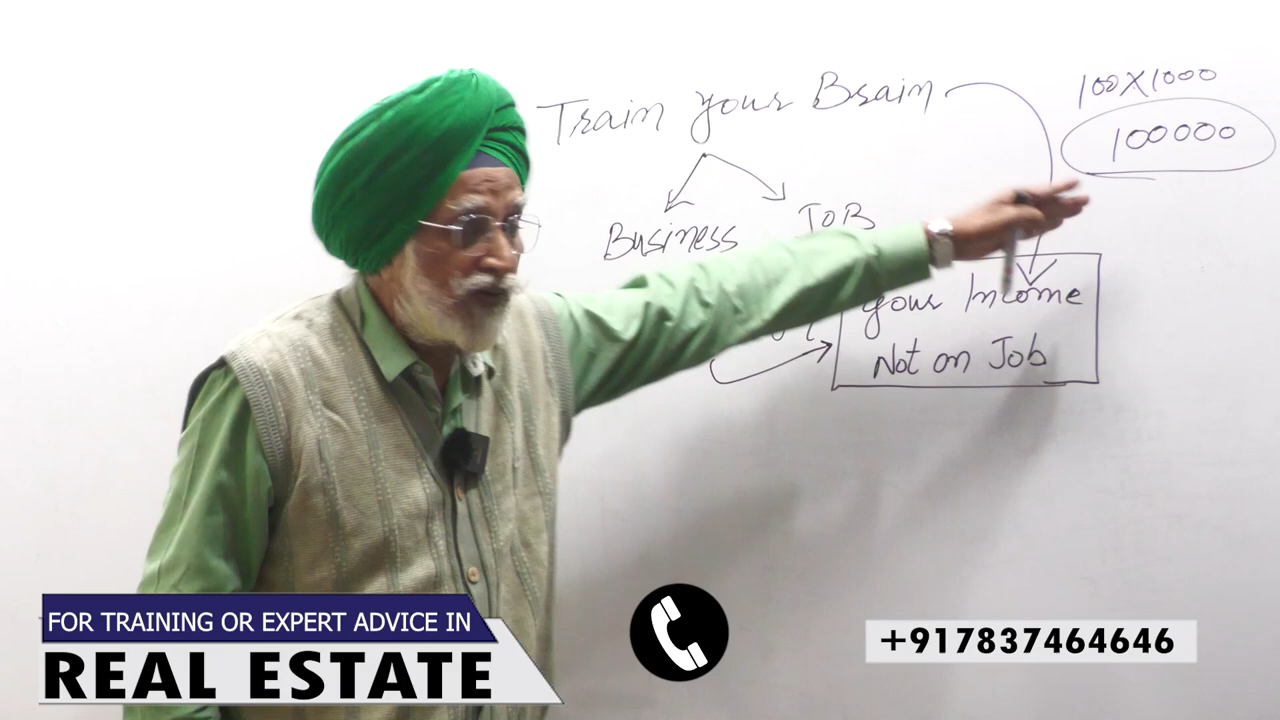 Train your Brain
100X1000
100000
Business
JOB
your Income
Not on Job
FOR TRAINING OR EXPERT ADVICE IN
REAL ESTATE
+917837464646